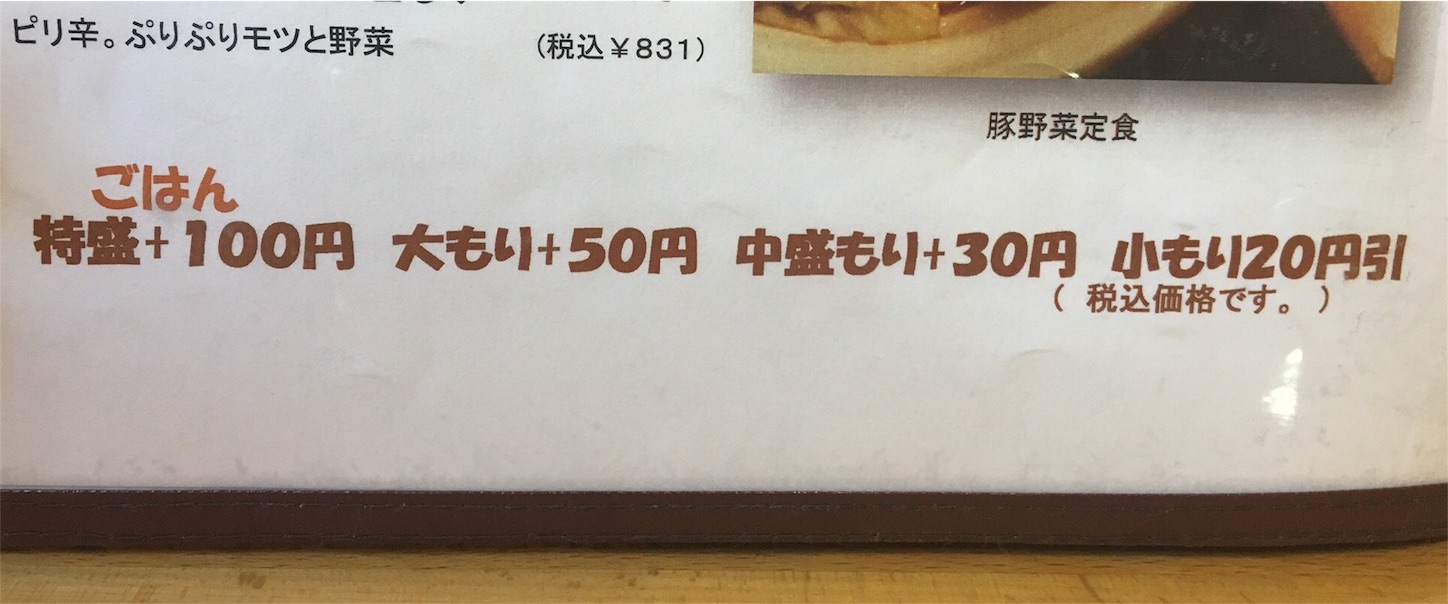 ピリ辛。ぷりぷりモツと野菜
(税込￥831)
豚野菜定食
ごはん
特盛+100円 大もり+50円 中盛もり+30円 小もり20円引
( 税込価格です。 )